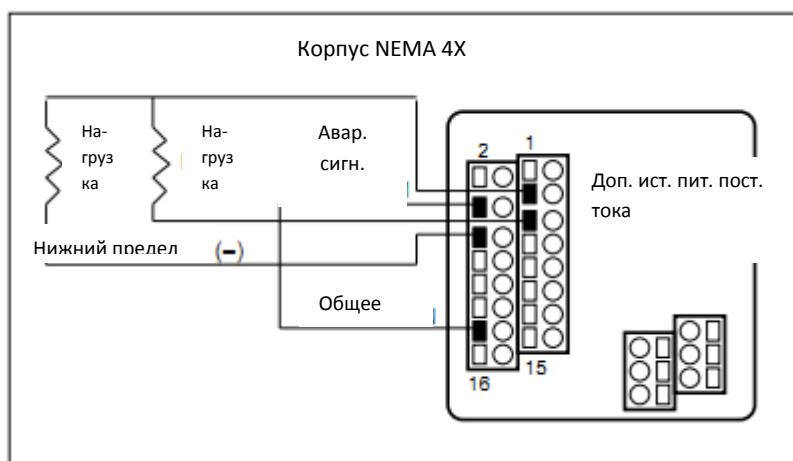 Корпус NEMA 4X
На-
груз
ка
На-
груз
ка
Авар.
сигн.
2
1
Доп. ист. пит. пост.
тока
Нижний предел
(−)
Общее
16
15